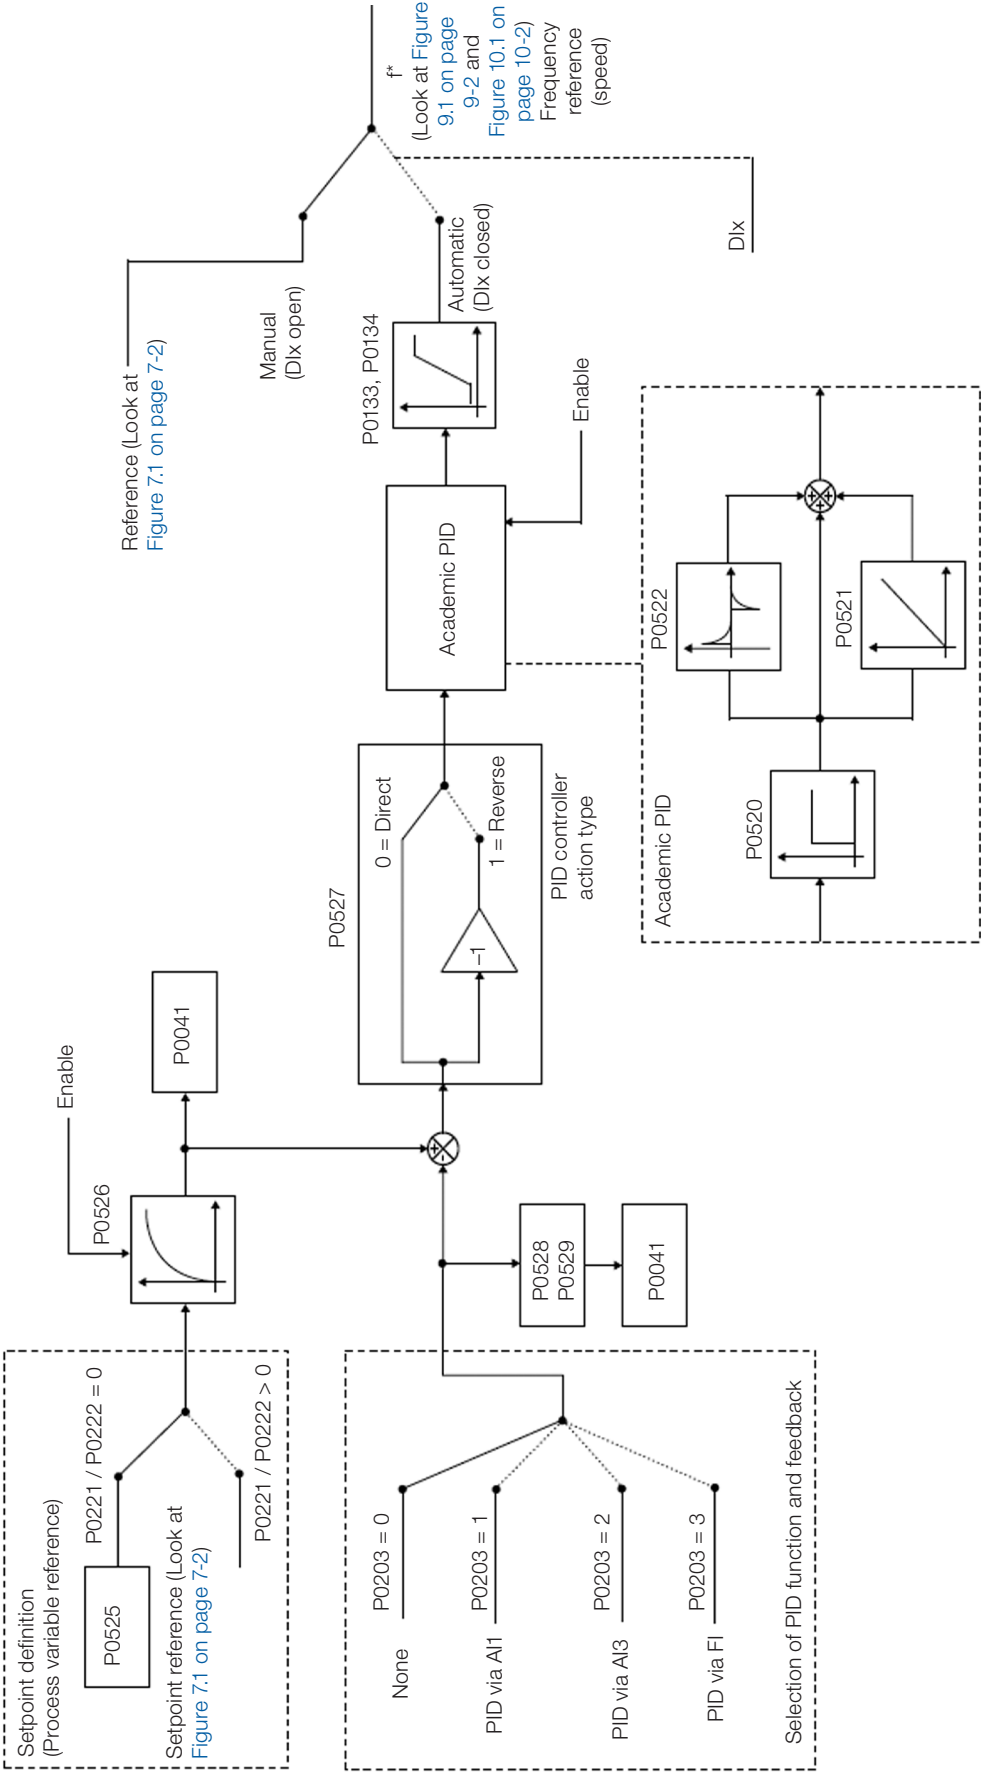 Setpoint definition
(Process variable reference)
P0525
P0221 / P0222 = 0
Setpoint reference (Look at
Figure 7.1 on page 7-2)
P0221 / P0222 > 0
Enable
P0526
P0041
None
P0203 = 0
PID via AI1
P0203 = 1
PID via AI3
P0203 = 2
PID via FI
P0203 = 3
Selection of PID function and feedback
P0528
P0529
P0041
+
-
P0527
0 = Direct
-1
1 = Reverse
PID controller
action type
Academic PID
Enable
P0133, P0134
Reference (Look at
Figure 7.1 on page 7-2)
Manual
(DIx open)
Automatic
(DIx closed)
DIx
f*
(Look at Figure
9.1 on page
9-2 and
Figure 10.1 on
page 10-2)
Frequency
reference
(speed)
Academic PID
P0520
P0522
P0521
+
+
+